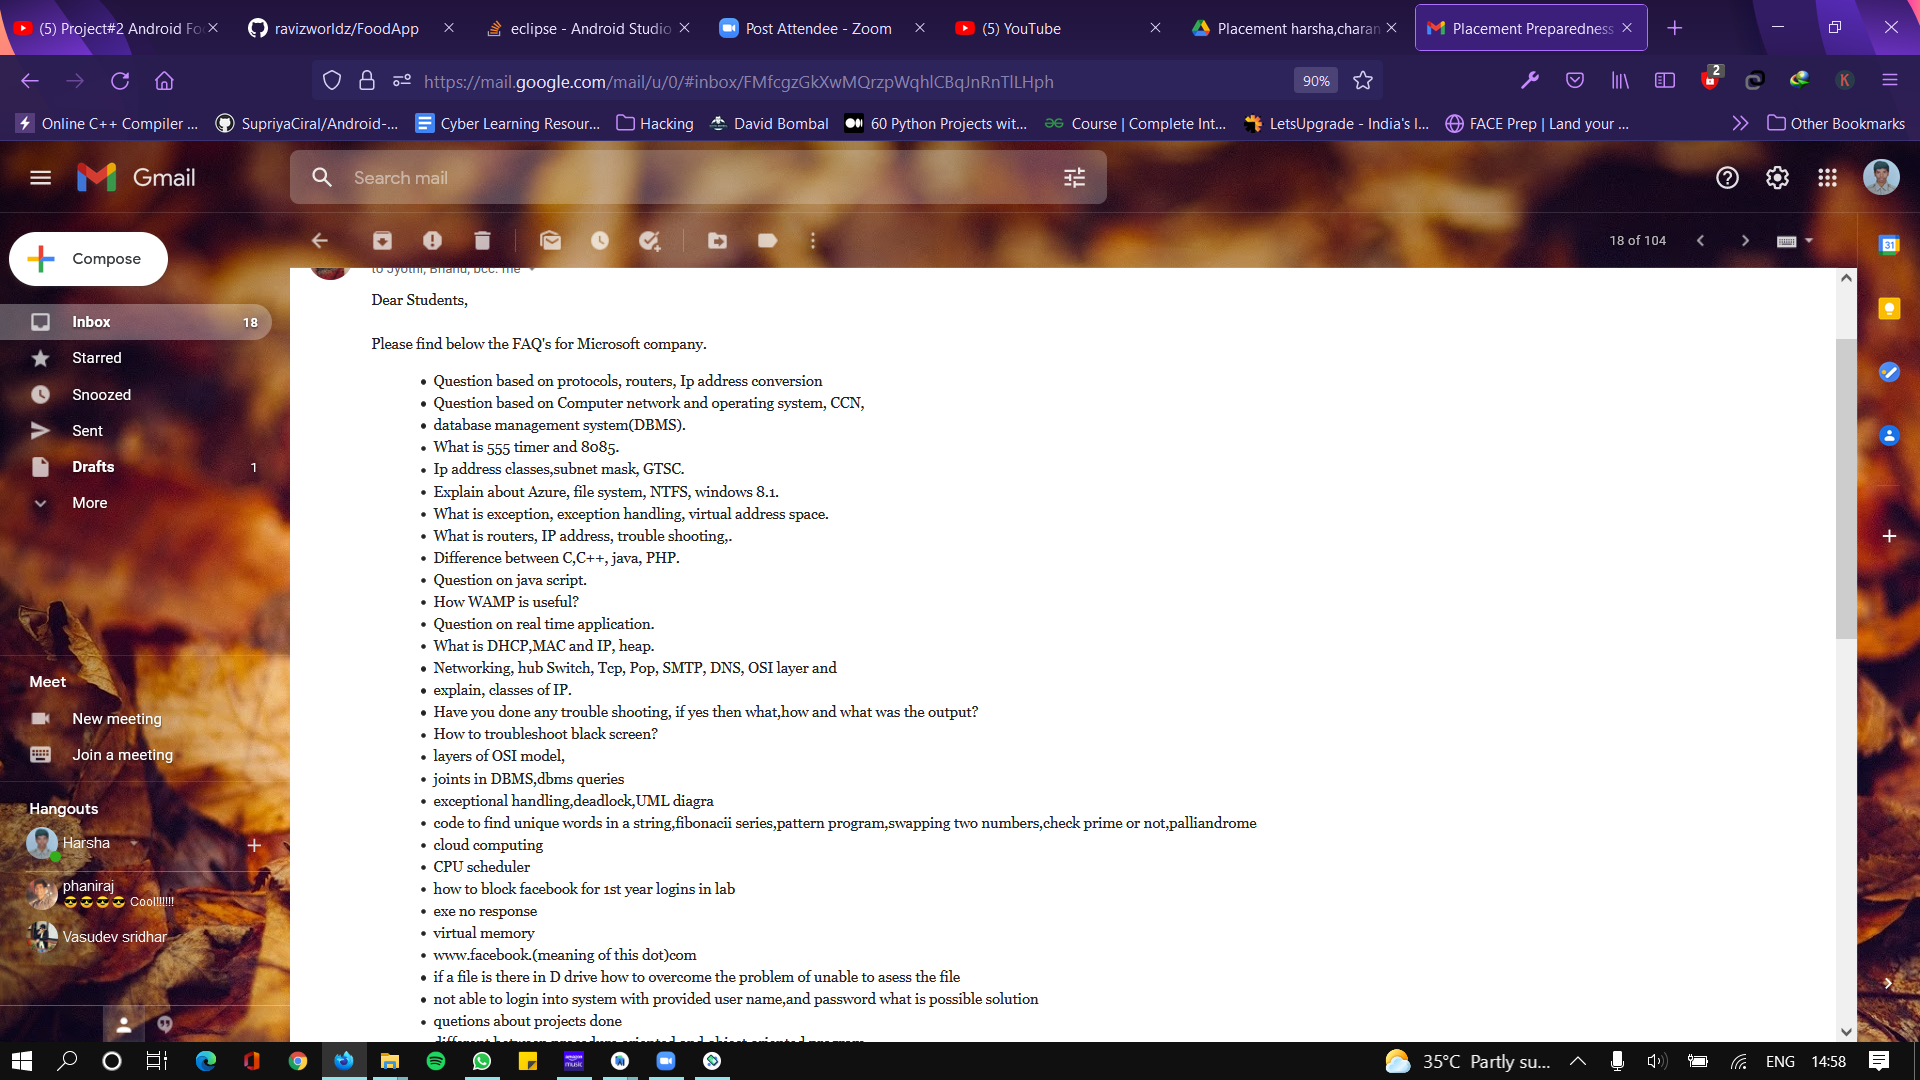 (5) Project#2 Android Fo
ravizworldz/FoodApp
eclipse - Android Studio
Post Attendee - Zoom
(5) YouTube
Placement harsha,charan
Placement Preparedness
https://mail.google.com/mail/u/0/#inbox/FMfcgzGkXwMQrzpWqhlCBqJnRnTlLHph
90%
2
K
Online C++ Compiler ...
SupriyaCiral/Android-...
Cyber Learning Resour...
Hacking
David Bombal
60 Python Projects wit...
Course | Complete Int...
LetsUpgrade - India's I...
FACE Prep | Land your ...
Other Bookmarks
Gmail
Search mail
Compose
18 of 104
31
Inbox 18
Starred
Snoozed
Sent
Drafts 1
More
Meet
New meeting
Join a meeting
Hangouts
Harsha
phaniraj
😎😎😎😎 Cool!!!!!!
Vasudev sridhar
to Jyothi, Bhanu, bcc: me
Dear Students,
Please find below the FAQ's for Microsoft company.
• Question based on protocols, routers, Ip address conversion
• Question based on Computer network and operating system, CCN,
• database management system(DBMS).
• What is 555 timer and 8085.
• Ip address classes,subnet mask, GTSC.
• Explain about Azure, file system, NTFS, windows 8.1.
• What is exception, exception handling, virtual address space.
• What is routers, IP address, trouble shooting,.
• Difference between C,C++, java, PHP.
• Question on java script.
• How WAMP is useful?
• Question on real time application.
• What is DHCP,MAC and IP, heap.
• Networking, hub Switch, Tcp, Pop, SMTP, DNS, OSI layer and
• explain, classes of IP.
• Have you done any trouble shooting, if yes then what,how and what was the output?
• How to troubleshoot black screen?
• layers of OSI model,
• joints in DBMS,dbms queries
• exceptional handling,deadlock,UML diagra
• code to find unique words in a string,fibonacii series,pattern program,swapping two numbers,check prime or not,palliandrome
• cloud computing
• CPU scheduler
• how to block facebook for 1st year logins in lab
• exe no response
• virtual memory
• www.facebook.(meaning of this dot)com
• if a file is there in D drive how to overcome the problem of unable to asess the file
• not able to login into system with provided user name,and password what is possible solution
• quetions about projects done
• different between procedure oriented and object oriented program
amazon music
35°C Partly su...
ENG
14:58